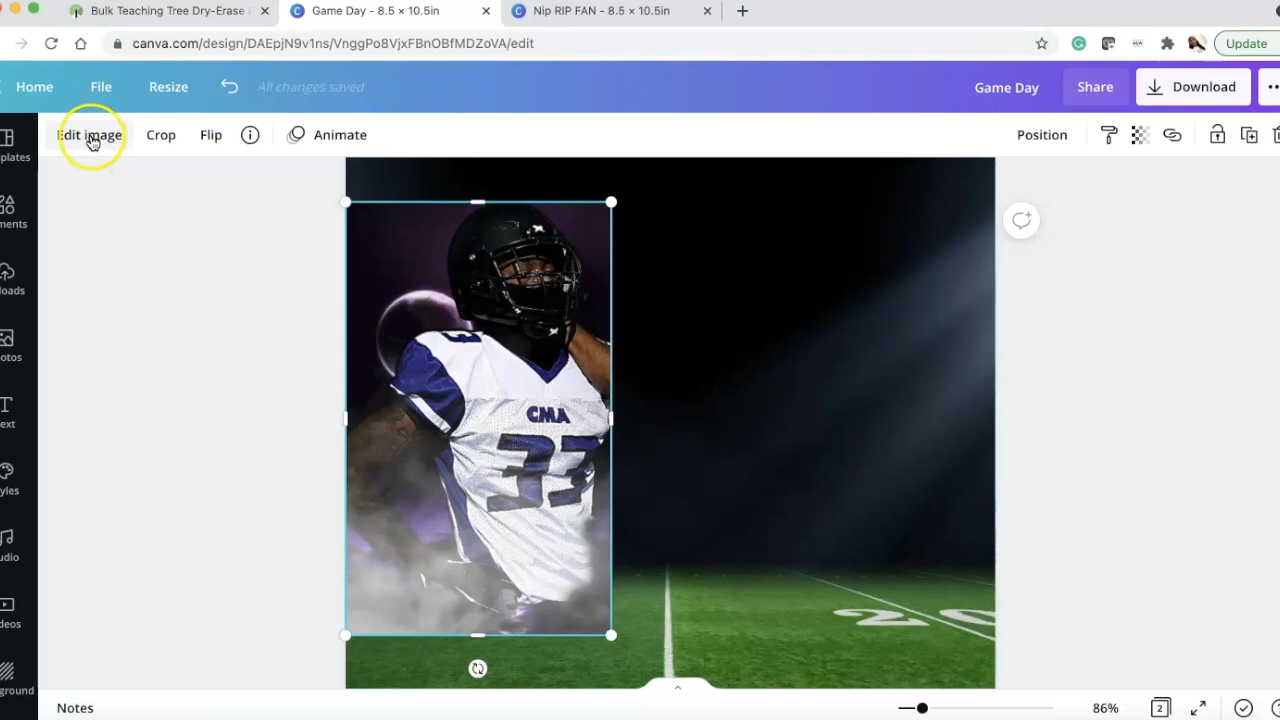 Bulk Teaching Tree Dry-Erase
Game Day - 8.5 × 10.5in
Nip RIP FAN - 8.5 × 10.5in
canva.com/design/DAEpjN9v1ns/VnggPo8VjxFBnOBfMDZoVA/edit
Update
Home
File
Resize
All changes saved
Game Day
Share
Download
Edit image
Crop
Flip
Animate
Position
plates
ments
loads
otos
ext
yles
udio
deos
ground
CMA
33
20
Notes
86%
2